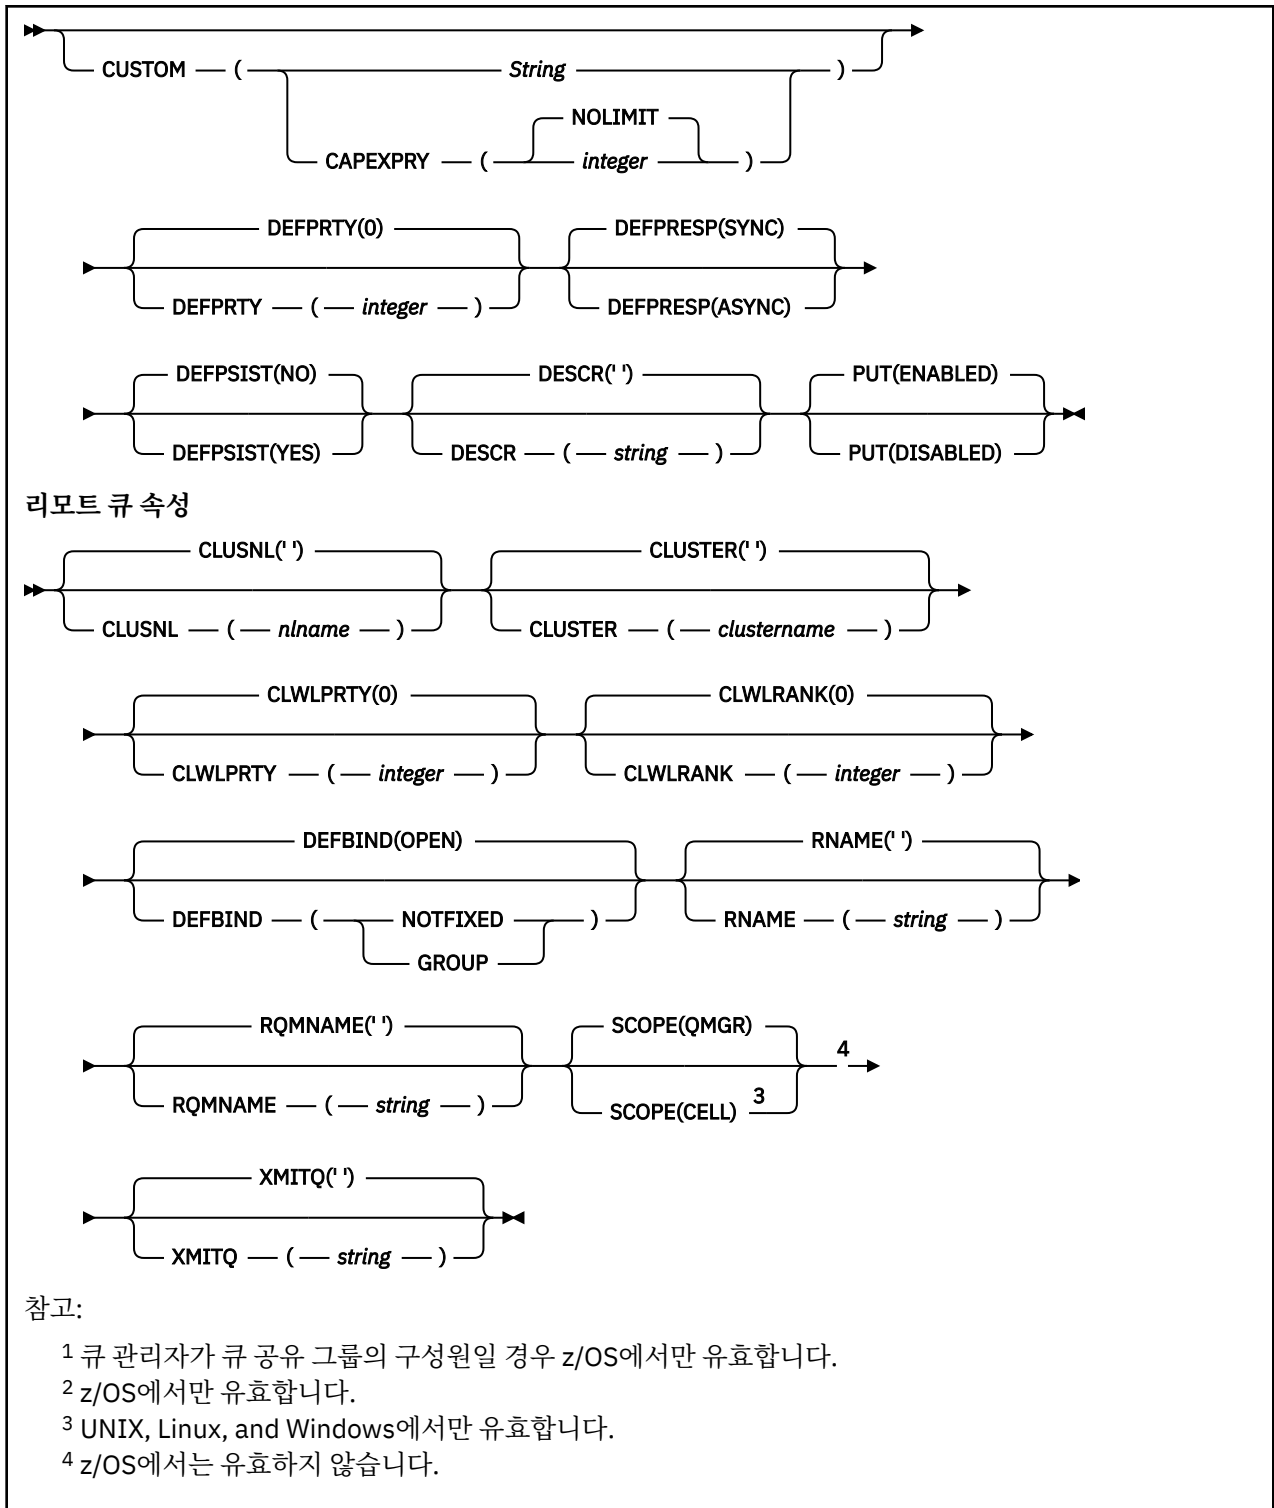 CUSTOM ( String )
NOLIMIT
CAPEXPRY ( integer )
DEFPRTY(0) DEFPRESP(SYNC)
DEFPRTY ( integer ) DEFPRESP(ASYNC)
DEFPSIST(NO) DESCR(' ') PUT(ENABLED)
DEFPSIST(YES) DESCR ( string ) PUT(DISABLED)
리모트 큐 속성
CLUSNL(' ') CLUSTER(' ')
CLUSNL ( nlname ) CLUSTER ( clustername )
CLWLPRTY(0) CLWLRANK(0)
CLWLPRTY ( integer ) CLWLRANK ( integer )
DEFBIND(OPEN) RNAME(' ')
DEFBIND ( NOTFIXED ) RNAME ( string )
GROUP
RQMNAME(' ') SCOPE(QMGR) 4
RQMNAME ( string ) SCOPE(CELL) 3
XMITQ(' ')
XMITQ ( string )
참고:
1 큐 관리자가 큐 공유 그룹의 구성원일 경우 z/OS에서만 유효합니다.
2 z/OS에서만 유효합니다.
3 UNIX, Linux, and Windows에서만 유효합니다.
4 z/OS에서는 유효하지 않습니다.